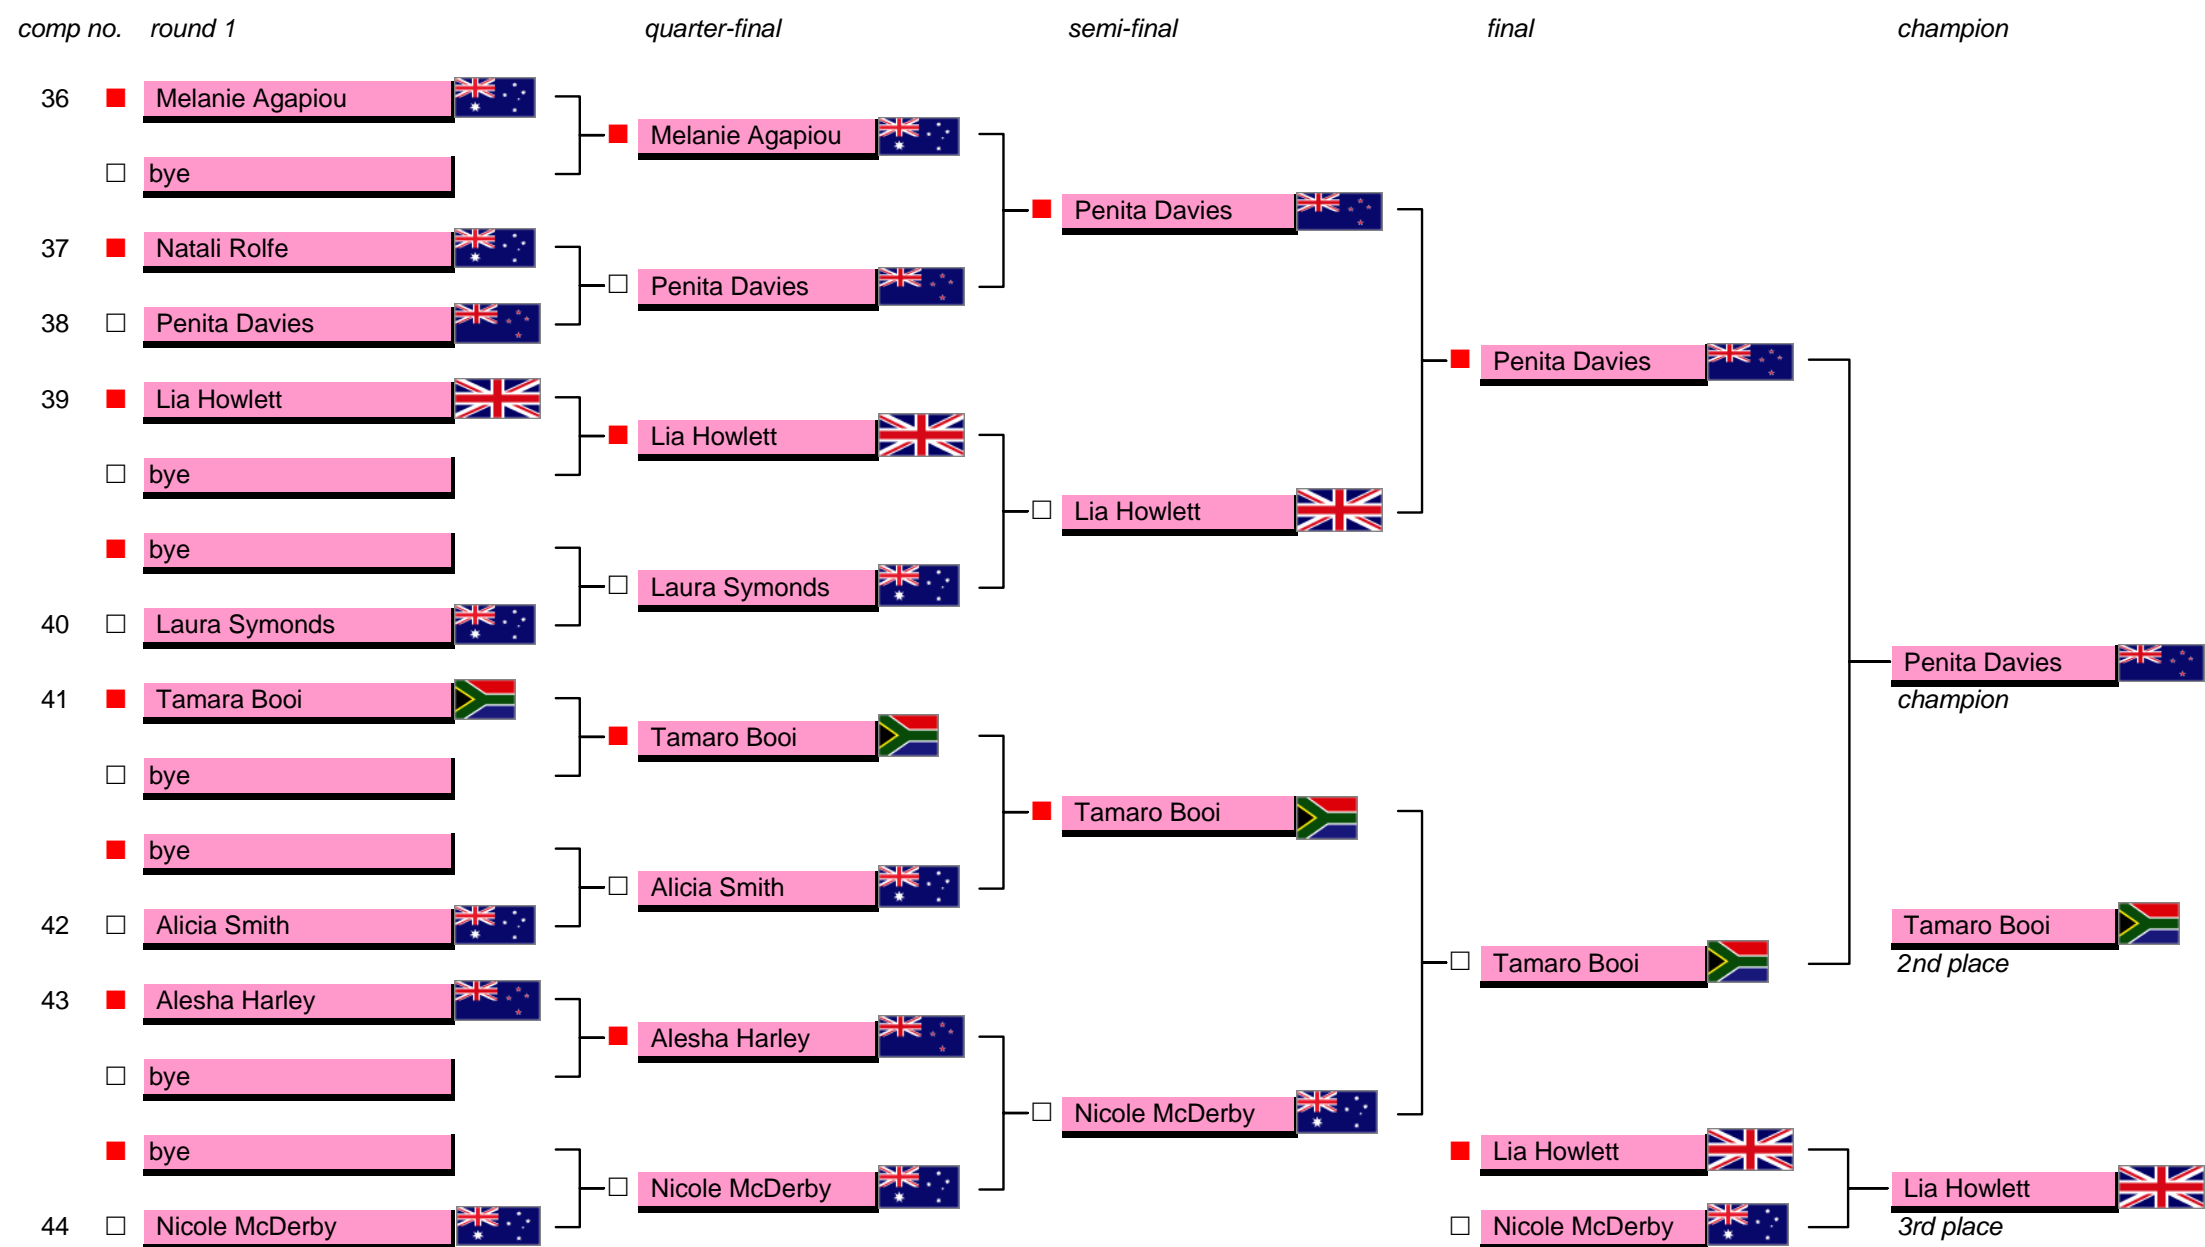 comp no. round 1 quarter-final semi-final final champion
36 Melanie Agapiou
Melanie Agapiou
bye
Penita Davies
37 Natali Rolfe
Penita Davies
38 Penita Davies
Penita Davies
39 Lia Howlett
Lia Howlett
bye
Lia Howlett
bye
Laura Symonds
40 Laura Symonds
Penita Davies
champion
41 Tamara Booi
Tamaro Booi
bye
Tamaro Booi
bye
Alicia Smith
42 Alicia Smith
Tamaro Booi
2nd place
Tamaro Booi
43 Alesha Harley
Alesha Harley
bye
Nicole McDerby
bye
Lia Howlett
Nicole McDerby
Lia Howlett
3rd place
44 Nicole McDerby
Nicole McDerby